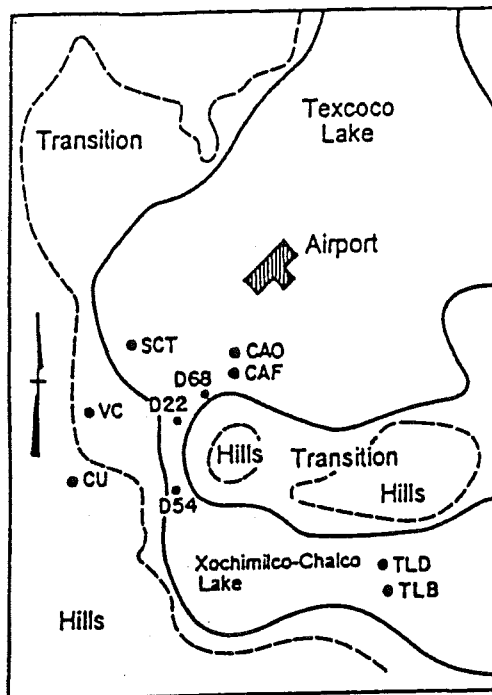 Texcoco
Lake
Transition
Airport
SCT
CAO
CAF
D68
D22
VC
Hills
Transition
Hills
CU
D54
Xochimilco-Chalco
Lake
TLD
TLB
Hills